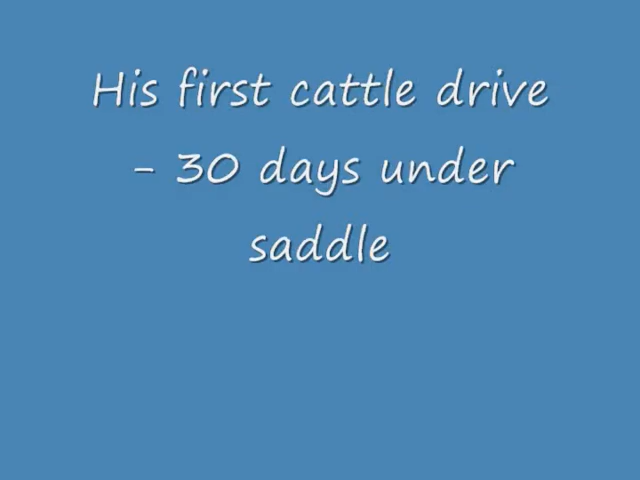 His first cattle drive
- 30 days under
saddle